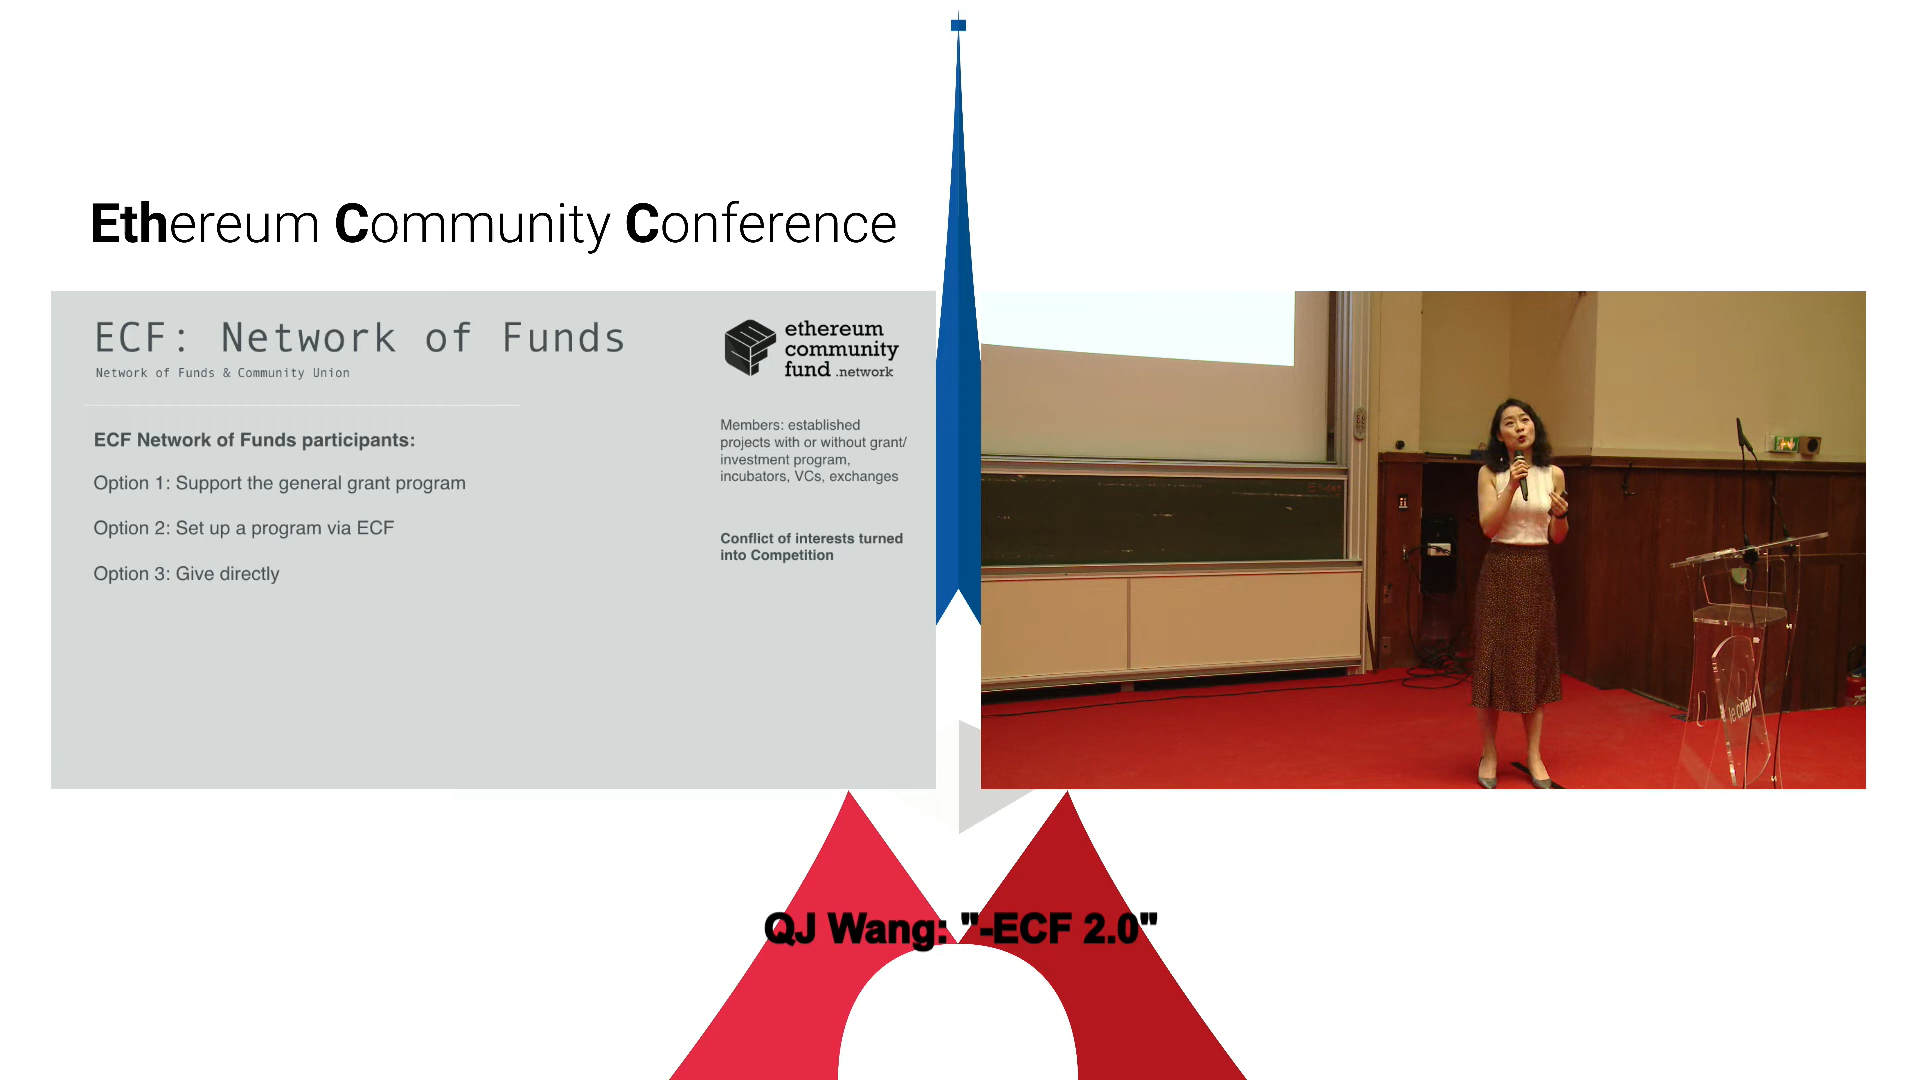 Ethereum Community Conference
ECF: Network of Funds
Network of Funds & Community Union
ECF Network of Funds participants:
Option 1: Support the general grant program
Option 2: Set up a program via ECF
Option 3: Give directly
ethereum
community
fund .network
Members: established
projects with or without grant/
investment program,
incubators, VCs, exchanges
Conflict of interests turned
into Competition
le cnam
QJ Wang: "-ECF 2.0"